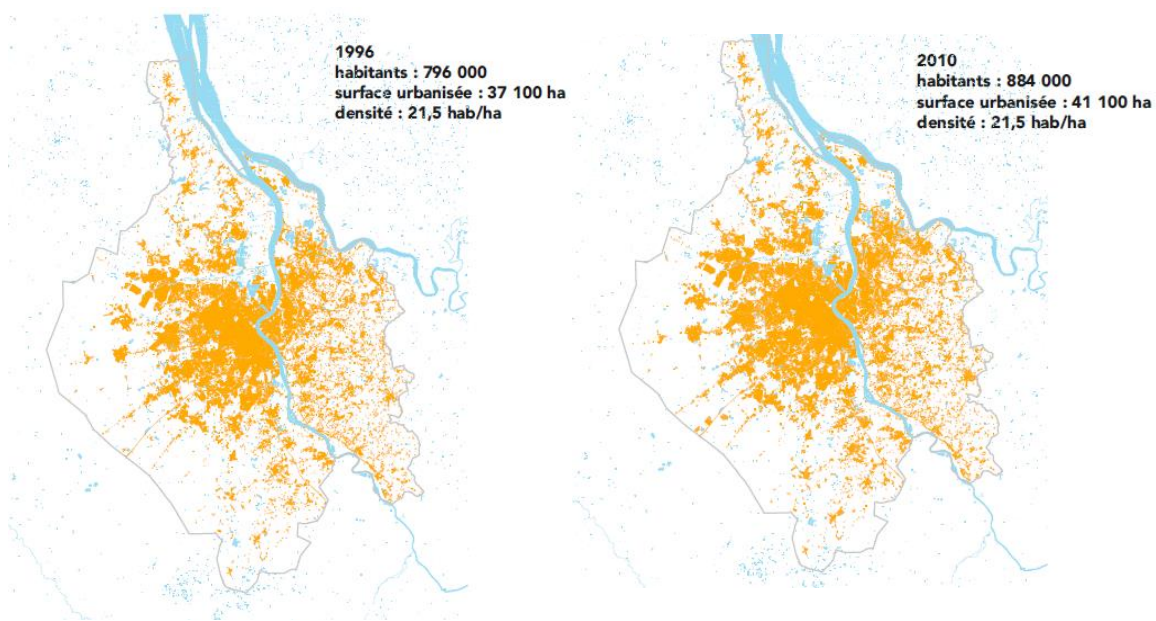 1996
habitants : 796 000
surface urbanisée : 37 100 ha
densité : 21,5 hab/ha
2010
habitants : 884 000
surface urbanisée : 41 100 ha
densité : 21,5 hab/ha